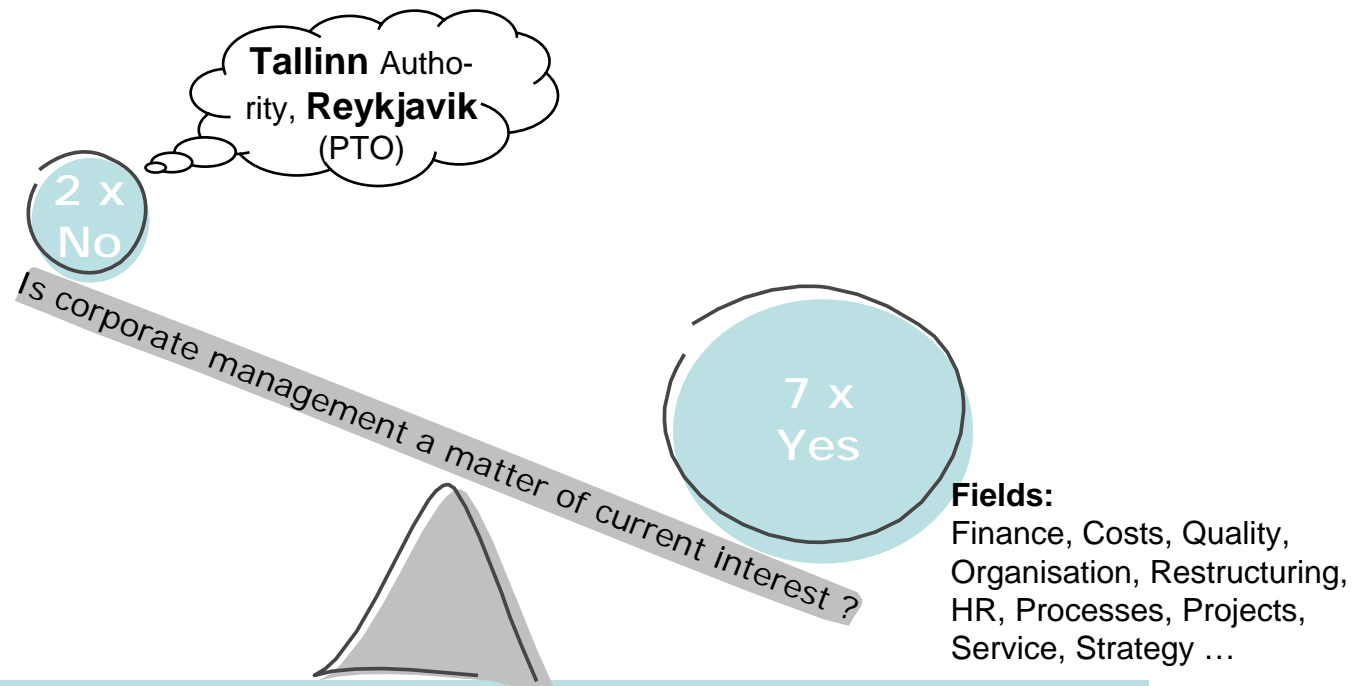 Tallinn Autho-
rity, Reykjavik
(PTO)
2 x
No
Is corporate management a matter of current interest ?
7 x
Yes
Fields:
Finance, Costs, Quality,
Organisation, Restructuring,
HR, Processes, Projects,
Service, Strategy …